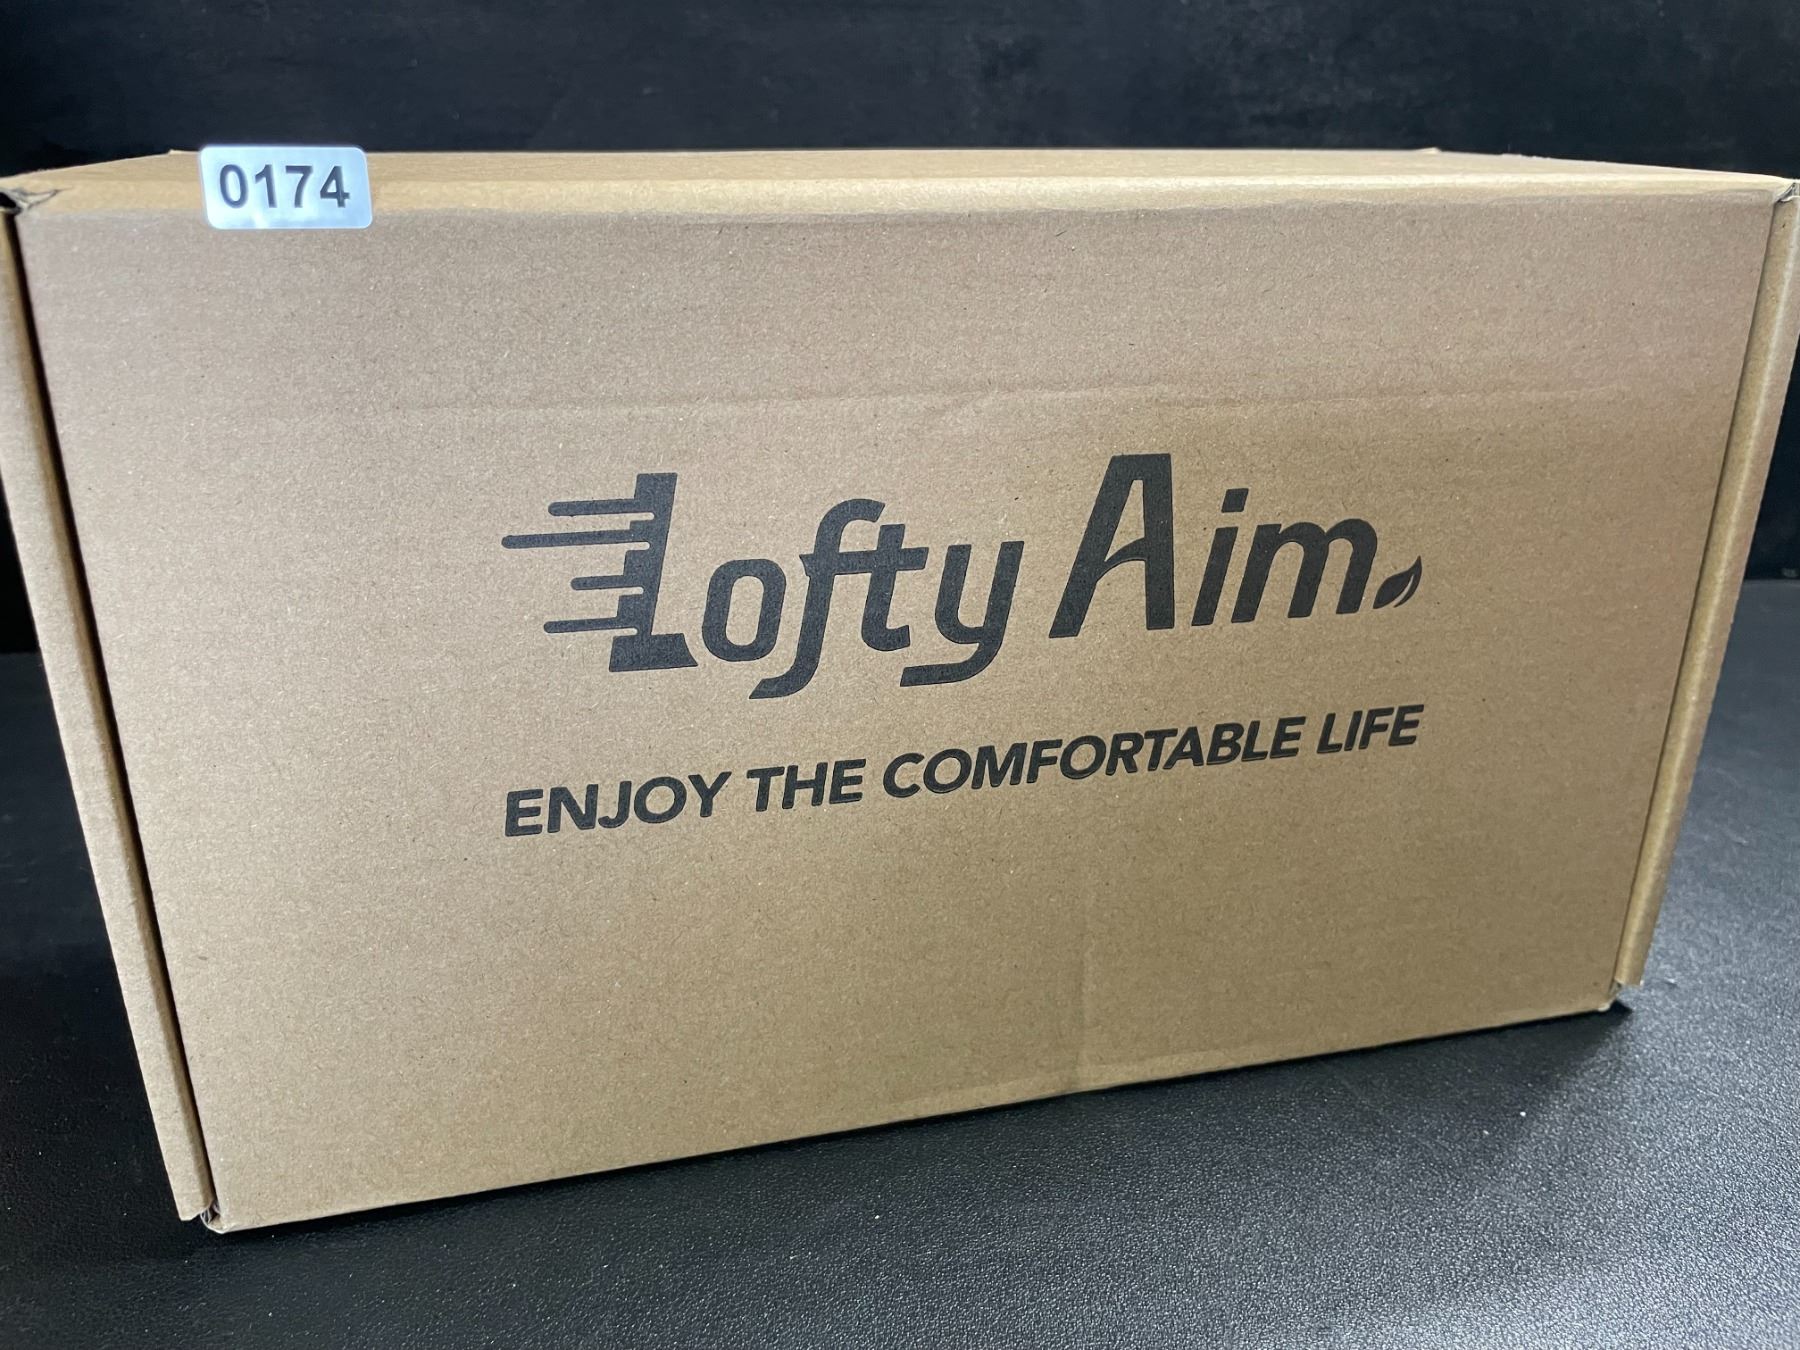 0174
Lofty Aim
ENJOY THE COMFORTABLE LIFE